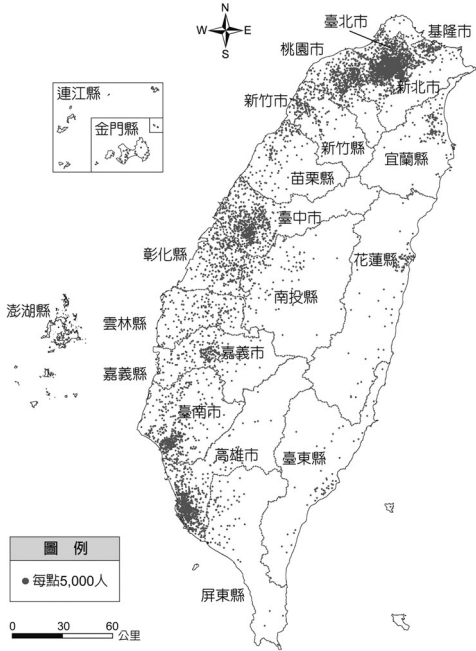 N
W E
S
臺北市
基隆市
桃園市
新北市
新竹市
連江縣
金門縣
新竹縣
宜蘭縣
苗栗縣
臺中市
彰化縣
花蓮縣
南投縣
澎湖縣
雲林縣
嘉義市
嘉義縣
臺南市
高雄市
臺東縣
圖 例
每點5,000人
屏東縣
0 30 60 公里